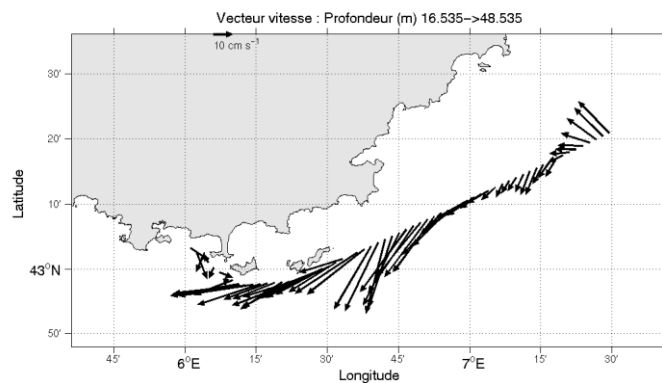 Vecteur vitesse : Profondeur (m) 16.535->48.535
10 cm s⁻¹
30'
20'
10'
43°N
50'
Latitude
45'
6°E
15'
30'
45'
7°E
15'
30'
Longitude